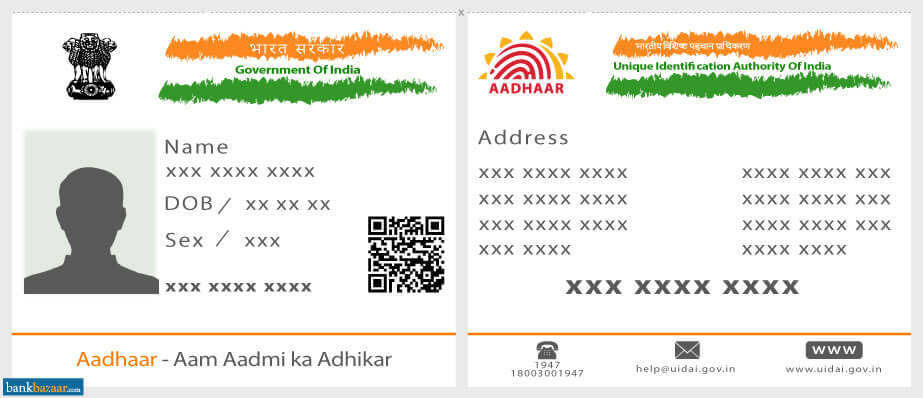 x
भारत सरकार
Government Of India
Name
xxx xxxx xxxx
DOB / xx xx xx
Sex / xxx
xxx xxxx xxxx
Aadhaar - Aam Aadmi ka Adhikar
AADHAAR
भारतीय विशिष्ट पहचान प्राधिकरण
Unique Identification Authority Of India
Address
xxx xxxx xxxx xxxx xxxx xxx
xxx xxxx xxxx xxxx xxxx xxx
xxx xxxx xxxx xxxx xxxx xxx
xxx xxxx xxxx xxxx
xxx xxxx xxxx
1947
18003001947
help@uidai.gov.in
www
www.uidai.gov.in
bankbazaar.com